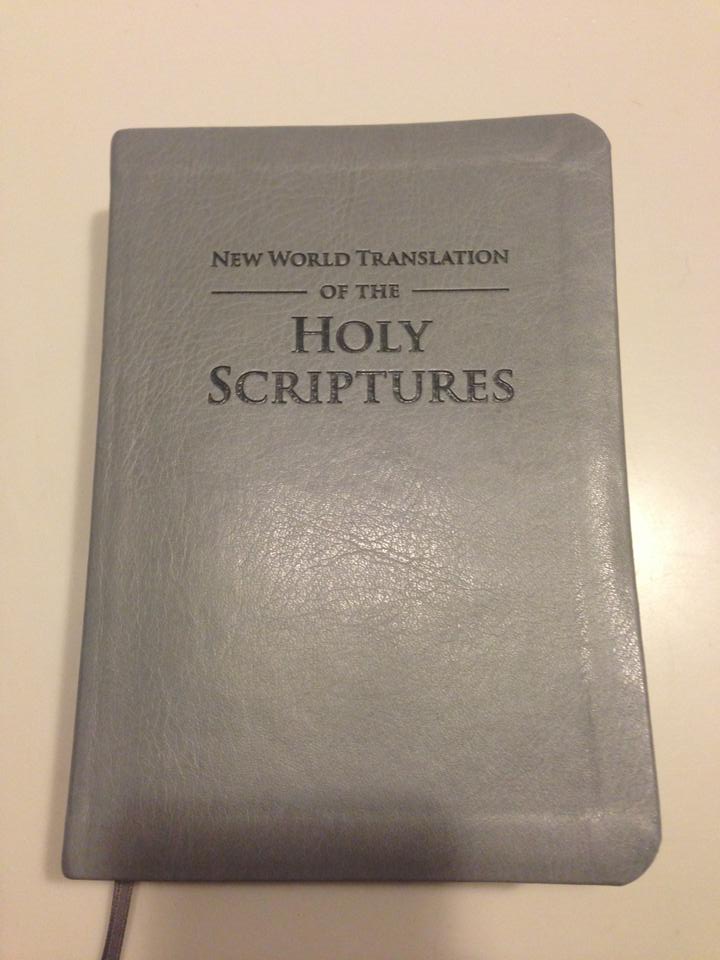 New World Translation
of the
Holy
Scriptures